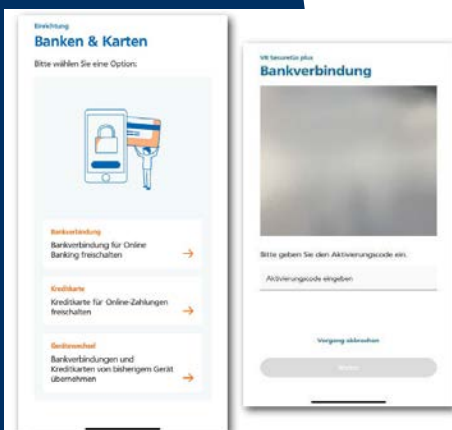 Einrichtung
Banken & Karten
Bitte wählen Sie eine Option:
Bankverbindung
Bankverbindung für Online
Banking freischalten
Kreditkarte
Kreditkarte für Online-Zahlungen
freischalten
Gerätewechsel
Bankverbindungen und
Kreditkarten von bisherigem Gerät
übernehmen
VR SecureGo plus
Bankverbindung
Bitte geben Sie den Aktivierungscode ein.
Aktivierungscode eingeben
Vorgang abbrechen
Weiter